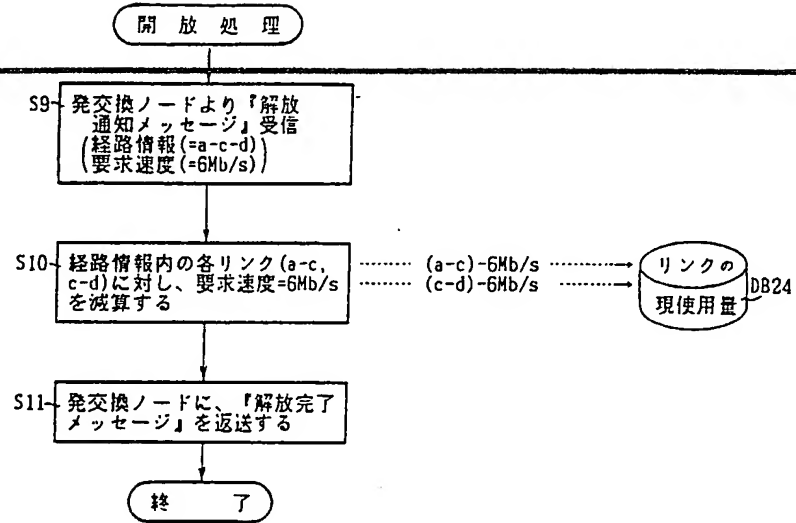 開放処理
S9
発交換ノードより『解放
通知メッセージ』受信
(経路情報(=a-c-d)
要求速度(=6Mb/s))
S10
経路情報内の各リンク(a-c,
c-d)に対し、要求速度=6Mb/s
を減算する
(a-c)-6Mb/s
(c-d)-6Mb/s
リンクの
現使用量
DB24
S11
発交換ノードに、『解放完了
メッセージ』を返送する
終 了